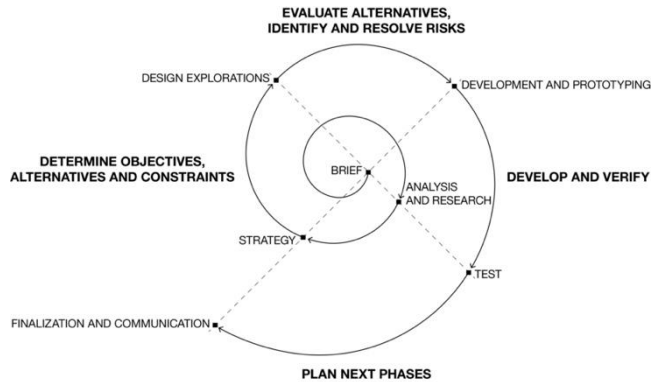 EVALUATE ALTERNATIVES,
IDENTIFY AND RESOLVE RISKS
DESIGN EXPLORATIONS
DEVELOPMENT AND PROTOTYPING
DETERMINE OBJECTIVES,
ALTERNATIVES AND CONSTRAINTS
BRIEF
ANALYSIS
AND RESEARCH
DEVELOP AND VERIFY
STRATEGY
TEST
FINALIZATION AND COMMUNICATION
PLAN NEXT PHASES